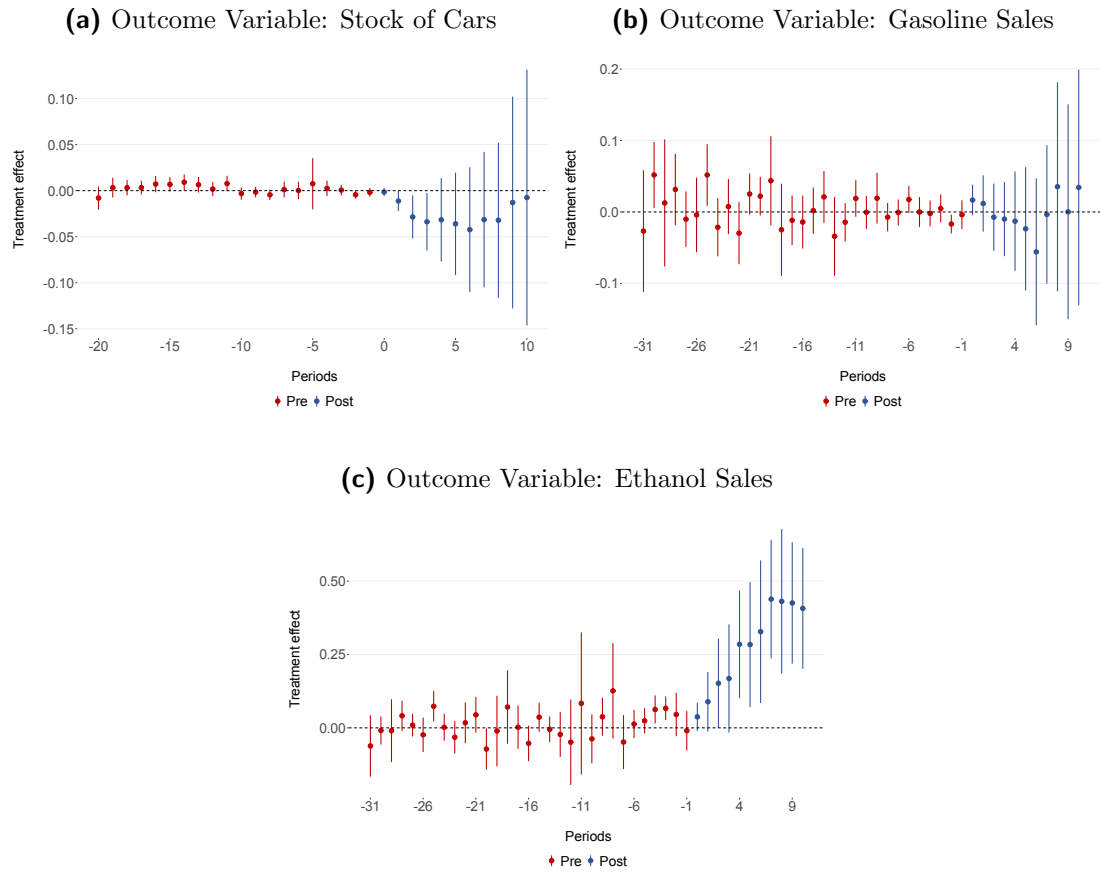 (a) Outcome Variable: Stock of Cars
0.10
0.05
0.00
-0.05
-0.10
-0.15
Treatment effect
-20 -15 -10 -5 0 5 10
Periods
Pre Post
(b) Outcome Variable: Gasoline Sales
0.2
0.1
0.0
-0.1
Treatment effect
-31 -26 -21 -16 -11 -6 -1 4 9
Periods
Pre Post
(c) Outcome Variable: Ethanol Sales
0.50
0.25
0.00
Treatment effect
-31 -26 -21 -16 -11 -6 -1 4 9
Periods
Pre Post